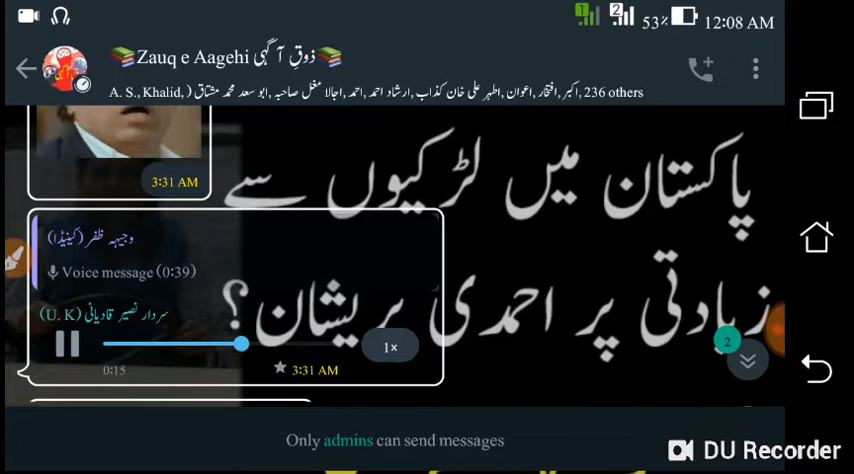 1 2 53% 12:08 AM
📚Zauq e Aagehi ذوقِ آگہی📚
A. S., Khalid, ( ابو سعد محمد مشتاق, اجالا مغل صاحبہ, احمد, ارشاد احمد, اطہر علی خان کذاب, اعوان, افتخار, اکبر, 236 others
3:31 AM
پاکستان میں لڑکیوں سے
وجیہہ ظفر (کینیڈا)
Voice message (0:39)
زیادتی پر احمدی پریشان؟
سردار نصیر قادیانی (U. K)
1×
2
0:15 3:31 AM
Only admins can send messages
DU Recorder